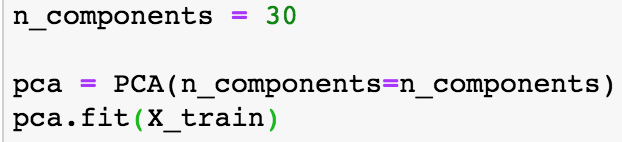 n_components = 30
pca = PCA(n_components=n_components)
pca.fit(X_train)